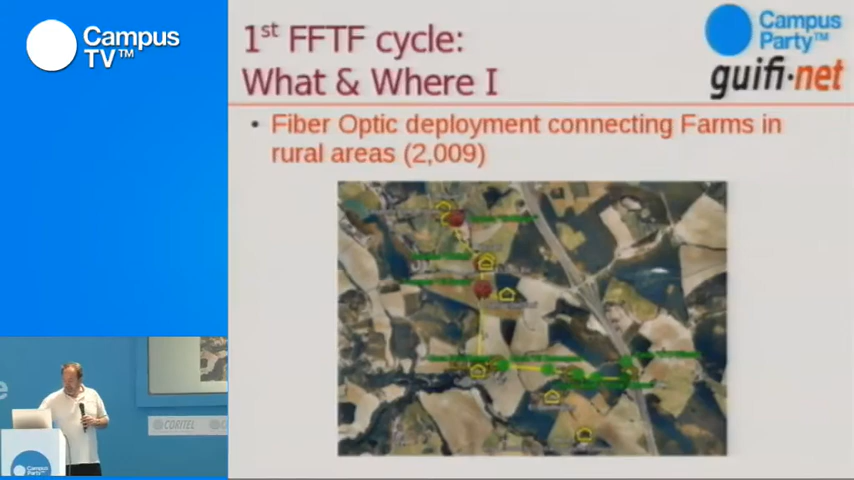 Campus
TV™
1st FFTF cycle:
What & Where I
Campus
Party™
guifi·net
• Fiber Optic deployment connecting Farms in
rural areas (2,009)
CORITEL
Campus
Party